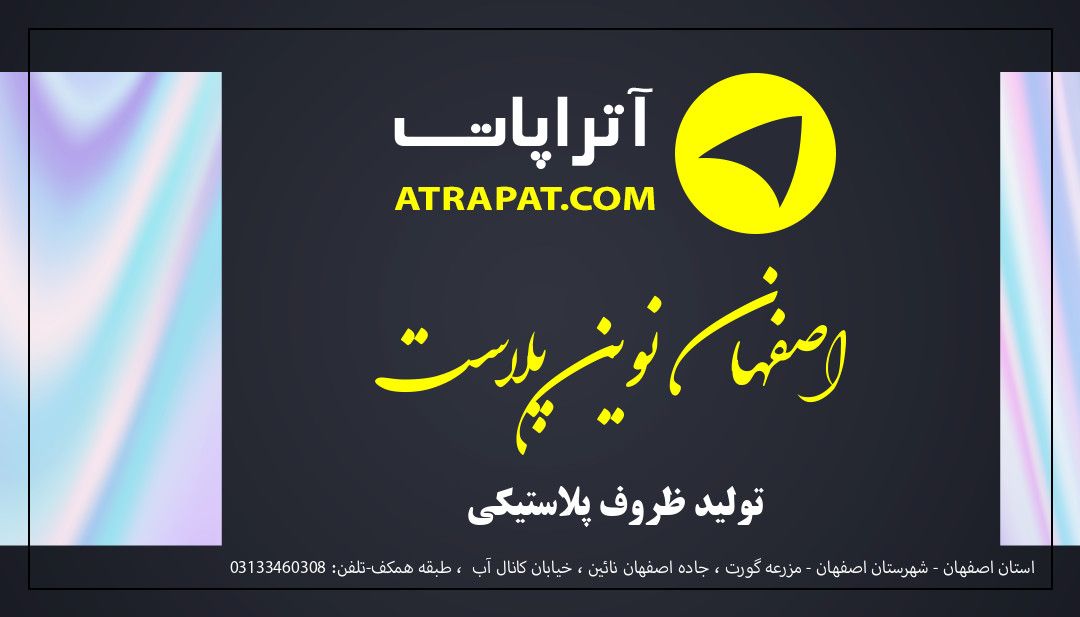 آتراپات
ATRAPAT.COM
اصفهان نوین پلاست
تولید ظروف پلاستیکی
استان اصفهان - شهرستان اصفهان - مزرعه گورت ، جاده اصفهان نائین ، خیابان کانال آب ، طبقه همکف-تلفن: 03133460308